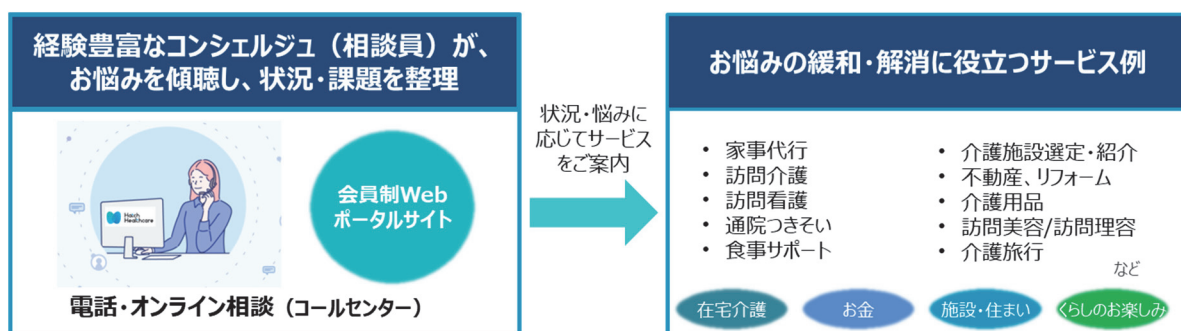 経験豊富なコンシェルジュ（相談員）が、
お悩みを傾聴し、状況・課題を整理
Hatch
Healthcare
会員制Web
ポータルサイト
電話・オンライン相談（コールセンター）
状況・悩みに
応じてサービス
をご案内
お悩みの緩和・解消に役立つサービス例
・ 家事代行
・ 訪問介護
・ 訪問看護
・ 通院つきそい
・ 食事サポート
・ 介護施設選定・紹介
・ 不動産、リフォーム
・ 介護用品
・ 訪問美容/訪問理容
・ 介護旅行
など
在宅介護
お金
施設・住まい
くらしのお楽しみ